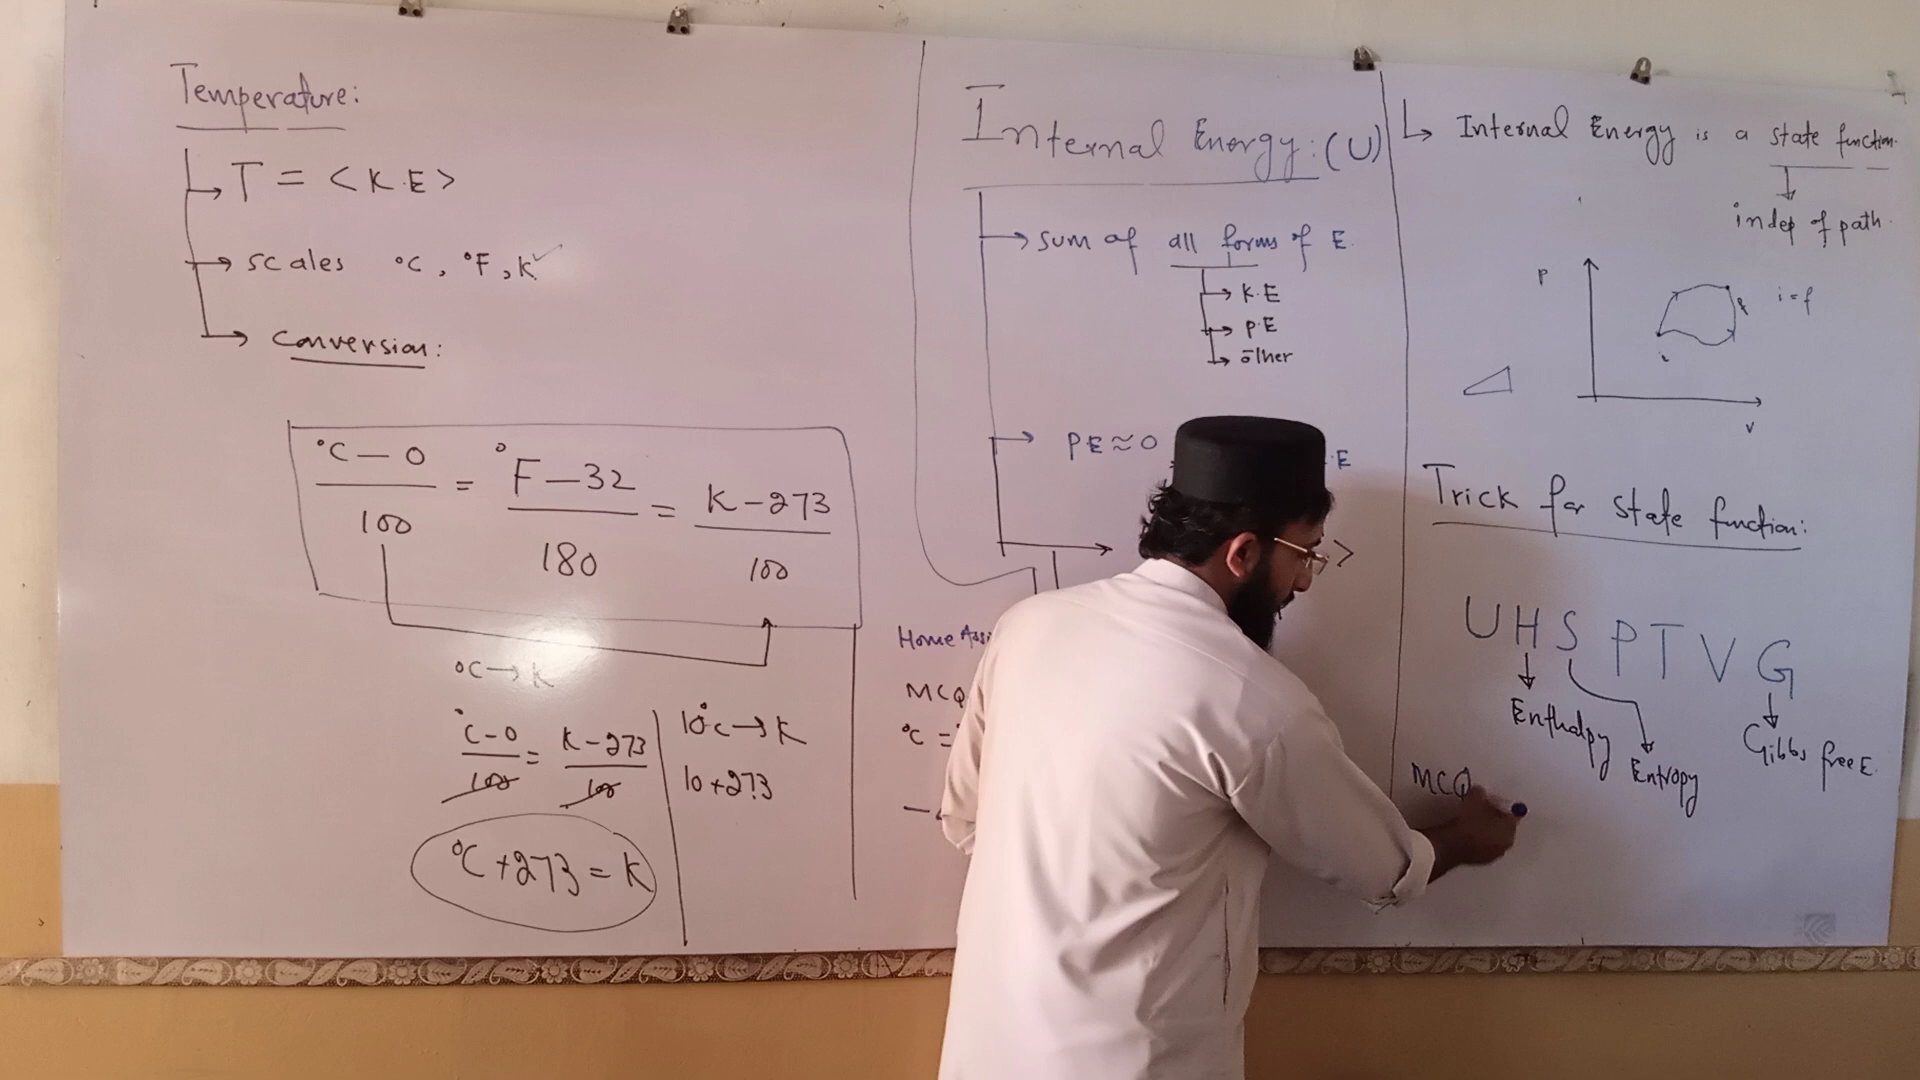 Temperature:
T = <K.E>
scales °C, °F, K
Conversion:
°C - 0 / 100 = °F - 32 / 180 = K - 273 / 100
°C → K
°C - 0 / 100 = K - 273 / 100
°C + 273 = K
10°C → K
10 + 273
Internal Energy: (U)
sum of all forms of E.
K.E
P.E
other
PE ≈ 0
.E
>
Home Assi
MCQ
°C =
Internal Energy is a state function.
indep of path.
P
i
f
i = f
V
Trick for state function:
U H S P T V G
Enthalpy
Entropy
Gibbs free E.
MCQ